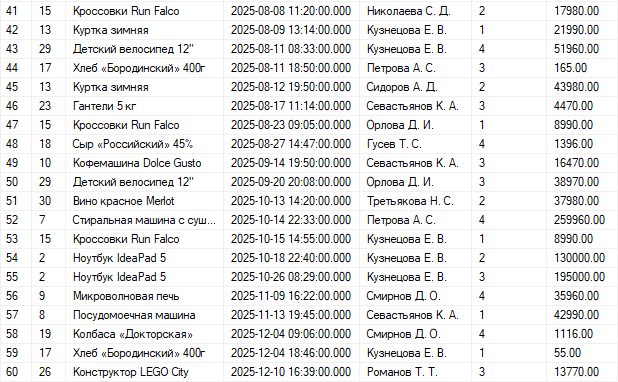 41 15 Кроссовки Run Falco 2025-08-08 11:20:00.000 Николаева С. Д. 2 17980.00
42 13 Куртка зимняя 2025-08-09 13:14:00.000 Кузнецова Е. В. 1 21990.00
43 29 Детский велосипед 12" 2025-08-11 08:33:00.000 Кузнецова Е. В. 4 51960.00
44 17 Хлеб «Бородинский» 400г 2025-08-11 18:50:00.000 Петрова А. С. 3 165.00
45 13 Куртка зимняя 2025-08-12 19:50:00.000 Сидоров А. Д. 2 43980.00
46 23 Гантели 5 кг 2025-08-17 11:14:00.000 Севастьянов К. А. 3 4470.00
47 15 Кроссовки Run Falco 2025-08-23 09:05:00.000 Орлова Д. И. 1 8990.00
48 18 Сыр «Российский» 45% 2025-08-27 14:47:00.000 Гусев Т. С. 4 1396.00
49 10 Кофемашина Dolce Gusto 2025-09-14 19:50:00.000 Севастьянов К. А. 3 16470.00
50 29 Детский велосипед 12" 2025-09-20 20:08:00.000 Орлова Д. И. 3 38970.00
51 30 Вино красное Merlot 2025-10-13 14:20:00.000 Третьякова Н. С. 2 37980.00
52 7 Стиральная машина с суш... 2025-10-14 22:33:00.000 Петрова А. С. 4 259960.00
53 15 Кроссовки Run Falco 2025-10-15 14:55:00.000 Кузнецова Е. В. 1 8990.00
54 2 Ноутбук IdeaPad 5 2025-10-18 22:40:00.000 Кузнецова Е. В. 2 130000.00
55 2 Ноутбук IdeaPad 5 2025-10-26 08:29:00.000 Кузнецова Е. В. 3 195000.00
56 9 Микроволновая печь 2025-11-09 16:22:00.000 Смирнов Д. О. 4 35960.00
57 8 Посудомоечная машина 2025-11-13 19:45:00.000 Севастьянов К. А. 1 42990.00
58 19 Колбаса «Докторская» 2025-12-04 09:06:00.000 Смирнов Д. О. 4 1116.00
59 17 Хлеб «Бородинский» 400г 2025-12-04 18:46:00.000 Кузнецова Е. В. 1 55.00
60 26 Конструктор LEGO City 2025-12-10 16:39:00.000 Романов Т. Т. 3 13770.00